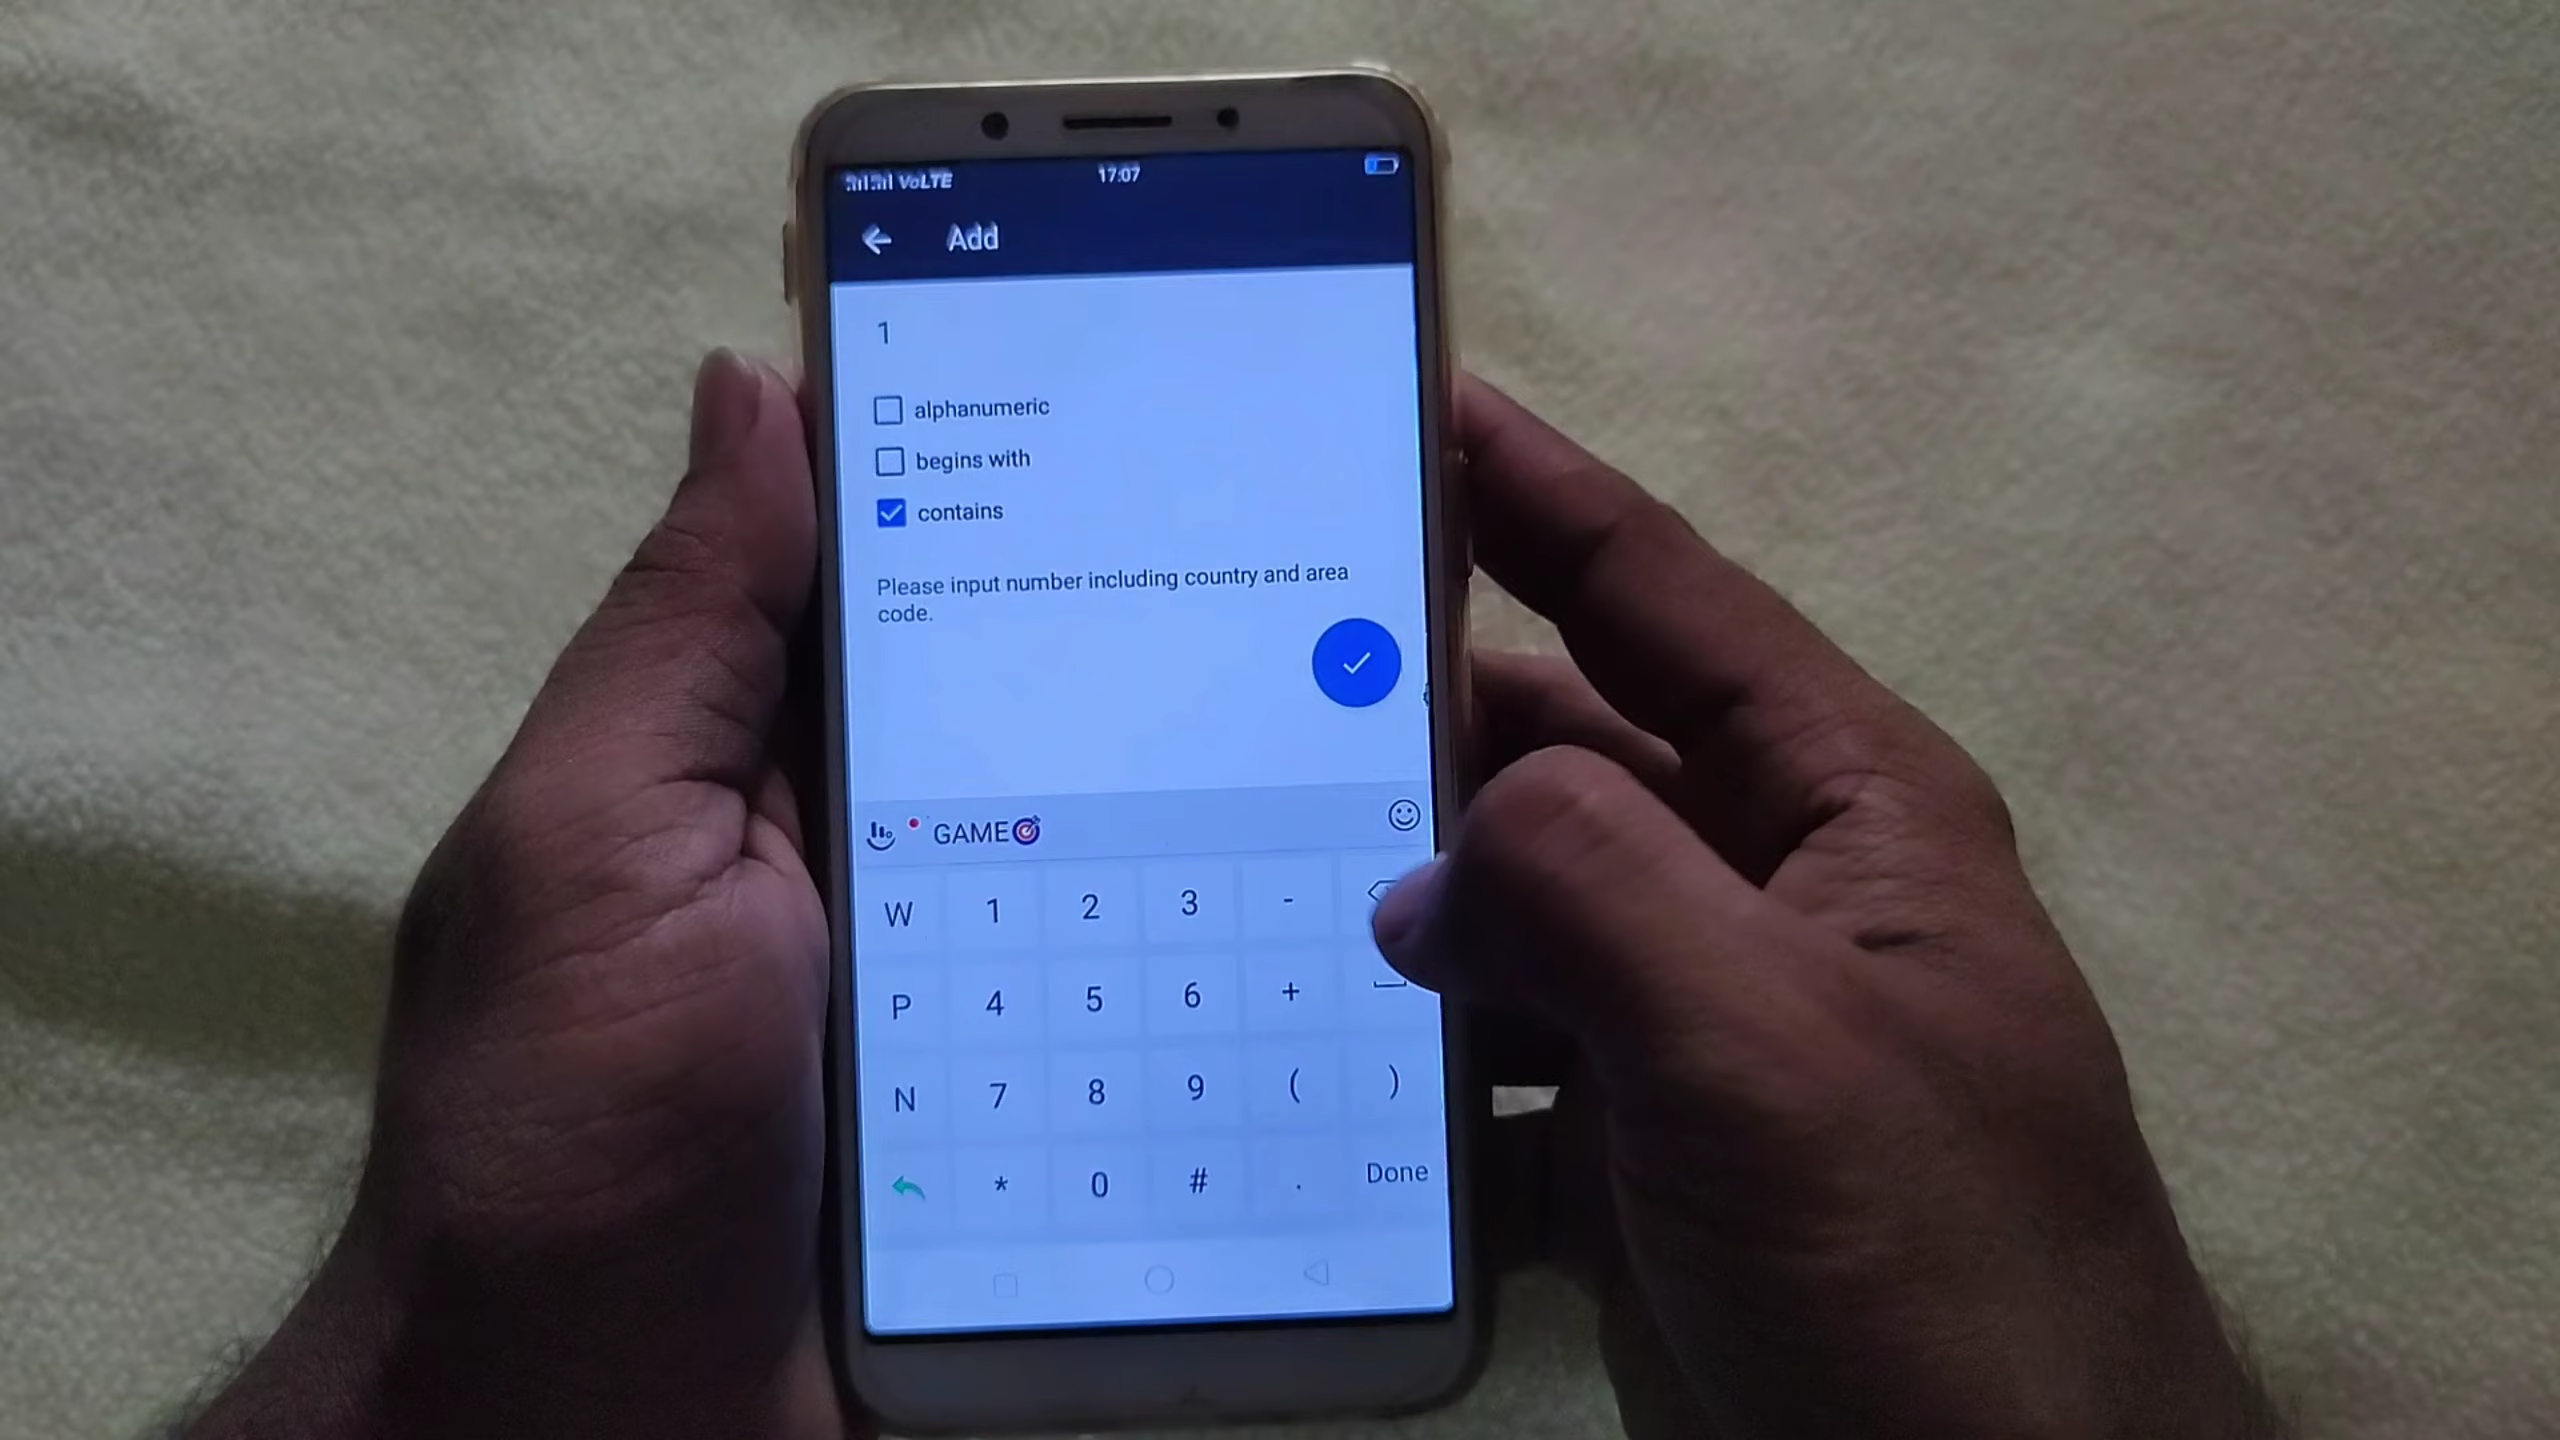 VoLTE 17:07
Add
1
alphanumeric
begins with
contains
Please input number including country and area
code.
GAME🎯
W 1 2 3 -
P 4 5 6 +
N 7 8 9 ( )
* 0 # . Done